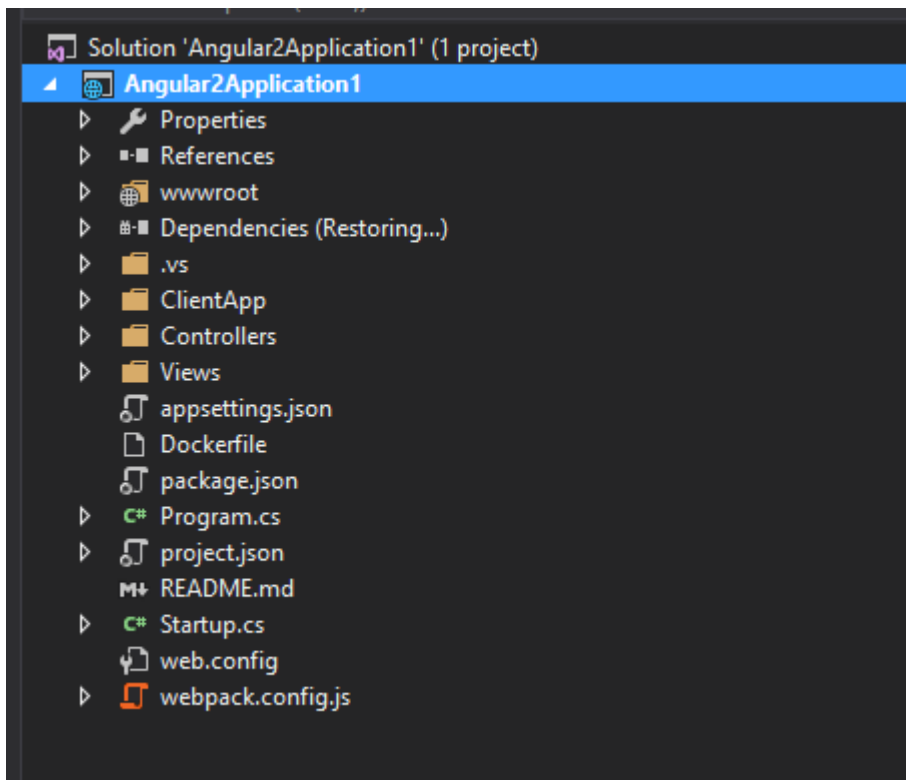 Solution 'Angular2Application1' (1 project)
Angular2Application1
Properties
References
wwwroot
Dependencies (Restoring...)
.vs
ClientApp
Controllers
Views
appsettings.json
Dockerfile
package.json
C# Program.cs
project.json
M↓ README.md
C# Startup.cs
web.config
webpack.config.js